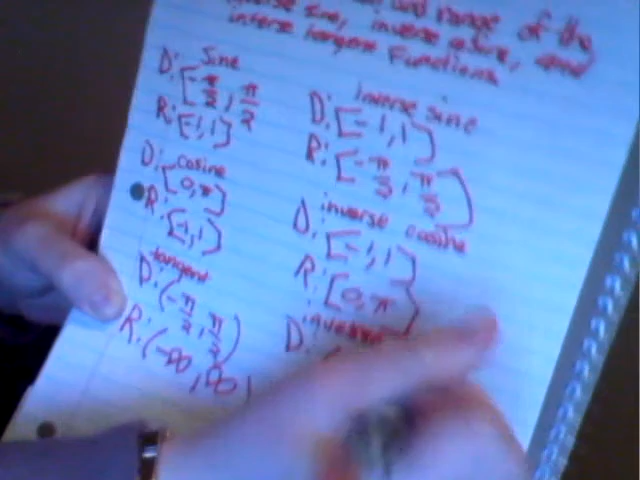 and range of the
inverse sine, inverse cosine, and
inverse tangent Functions
Sine
D: [-π/2, π/2
R: [-1, 1]
cosine
D: [0, π]
R: [-1, 1]
tangent
D: (-π/2, π/2)
R: (-∞, ∞)
inverse sine
D: [-1, 1]
R: [-π/2, π/2]
inverse cosine
D: [-1, 1]
R: [0, π]
inverse
D: (